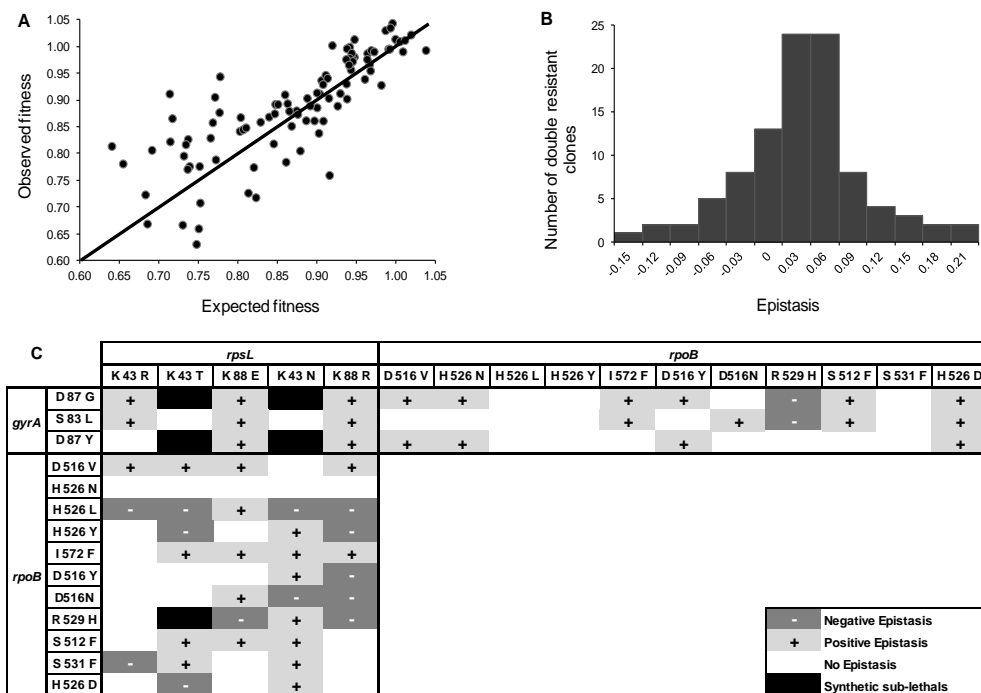 A
1.05
1.00
0.95
0.90
0.85
0.80
0.75
0.70
0.65
0.60
Observed fitness
0.60 0.65 0.70 0.75 0.80 0.85 0.90 0.95 1.00 1.05
Expected fitness
B
25
20
15
10
5
0
Number of double resistant
clones
-0.15 -0.12 -0.09 -0.06 -0.03 0 0.03 0.06 0.09 0.12 0.15 0.18 0.21
Epistasis
C
rpsL rpoB
K 43 R K 43 T K 88 E K 43 N K 88 R D 516 V H 526 N H 526 L H 526 Y I 572 F D 516 Y D516N R 529 H S 512 F S 531 F H 526 D
gyrA
D 87 G + + + + + + + - + +
S 83 L + + + + + - + +
D 87 Y + + + + + +
rpoB
D 516 V + + + +
H 526 N
H 526 L - - + - -
H 526 Y - +
I 572 F + + + +
D 516 Y + -
D516N + - -
R 529 H - + -
S 512 F + + +
S 531 F - + +
H 526 D - +
- Negative Epistasis
+ Positive Epistasis
No Epistasis
Synthetic sub-lethals